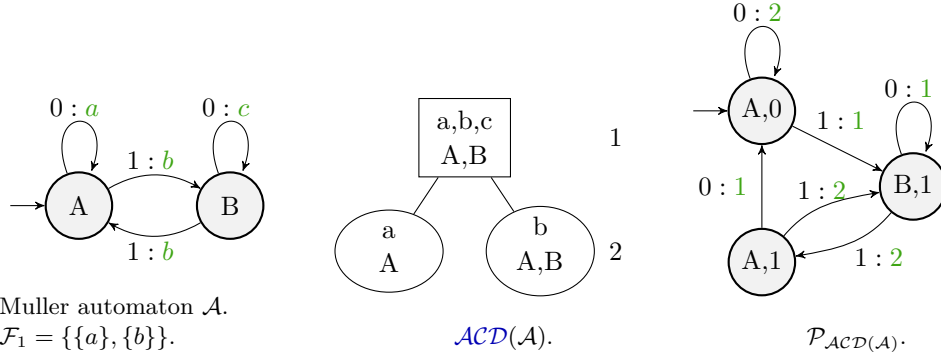 0 : a
0 : c
1 : b
A
B
1 : b
Muller automaton 𝒜.
ℱ₁ = {{a}, {b}}.
a,b,c
A,B
1
a
A
b
A,B
2
𝒜𝒞𝒟(𝒜).
0 : 2
A,0
1 : 1
0 : 1
B,1
0 : 1
1 : 2
A,1
1 : 2
𝒫𝒜𝒞𝒟(𝒜).